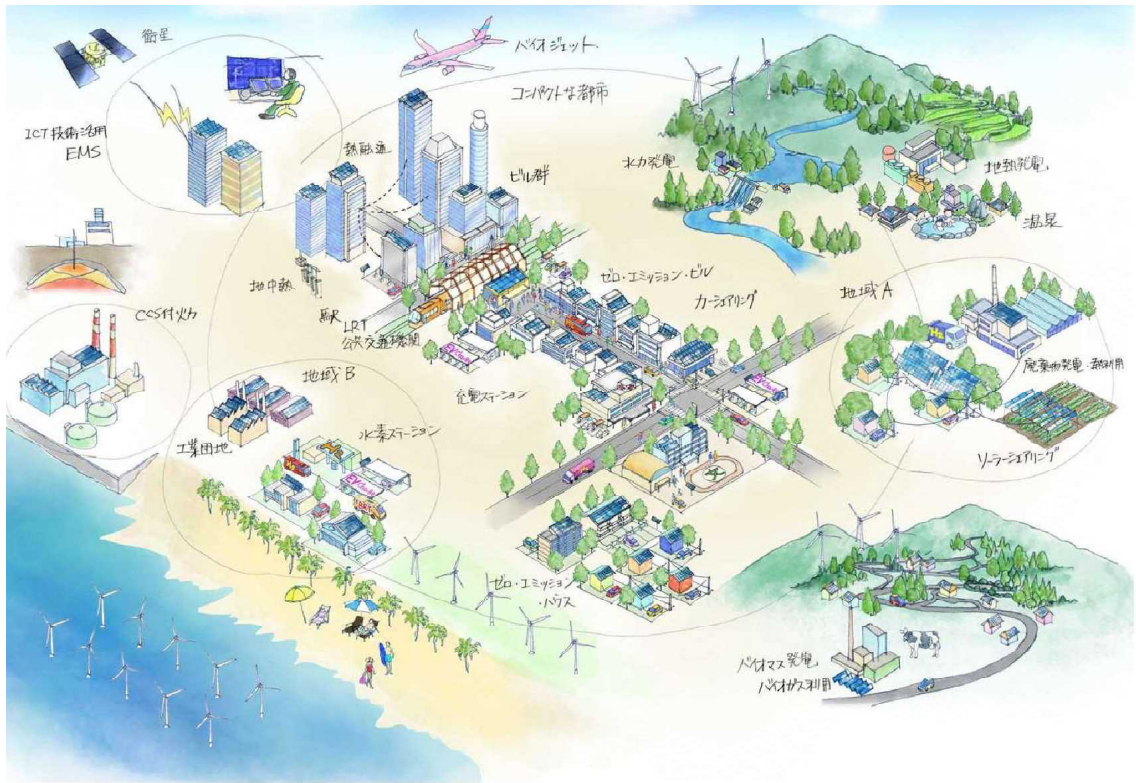 衛星
バイオジェット
コンパクトな都市
ICT技術活用
EMS
熱融通
ビル群
水力発電
地熱発電
温泉
地中熱
ゼロ・エミッション・ビル
カーシェアリング
地域A
駅
LRT
公共交通機関
CCS付火力
H2
廃棄物発電・熱利用
地域B
充電ステーション
水素ステーション
工業団地
ソーラーシェアリング
EV
ゼロ・エミッション
・ハウス
バイオマス発電
バイオガス利用